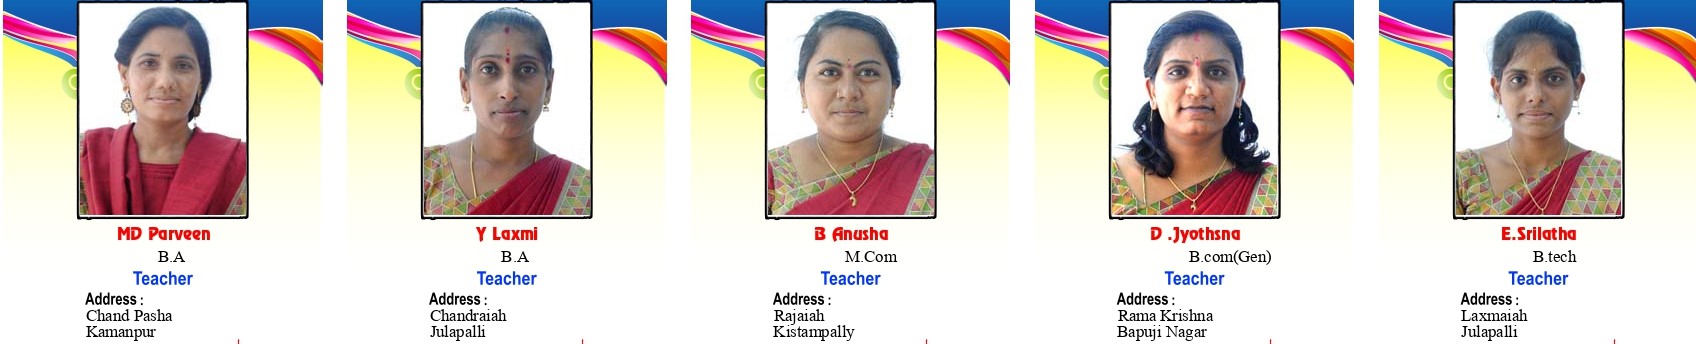 MD Parveen
B.A
Teacher
Address :
Chand Pasha
Kamanpur
Y Laxmi
B.A
Teacher
Address :
Chandraiah
Julapalli
B Anusha
M.Com
Teacher
Address :
Rajaiah
Kistampally
D .Jyothsna
B.com(Gen)
Teacher
Address :
Rama Krishna
Bapuji Nagar
E.Srilatha
B.tech
Teacher
Address :
Laxmaiah
Julapalli